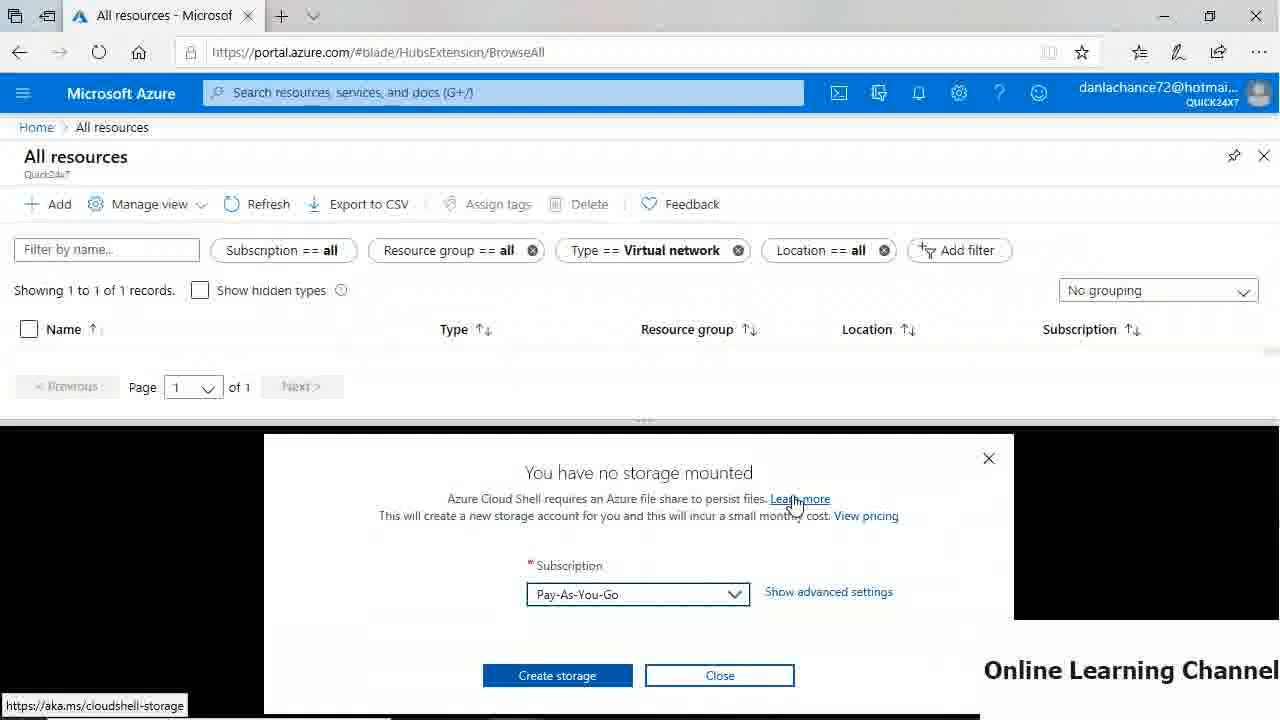 All resources - Microsof
https://portal.azure.com/#blade/HubsExtension/BrowseAll
Microsoft Azure
Search resources, services, and docs (G+/)
danlachance72@hotmai...
QUICK24X7
Home > All resources
All resources
Quick24x7
Add
Manage view
Refresh
Export to CSV
Assign tags
Delete
Feedback
Filter by name...
Subscription == all
Resource group == all
Type == Virtual network
Location == all
Add filter
Showing 1 to 1 of 1 records.
Show hidden types
No grouping
Name
Type
Resource group
Location
Subscription
< Previous
Page 1 of 1
Next >
You have no storage mounted
Azure Cloud Shell requires an Azure file share to persist files. Learn more
This will create a new storage account for you and this will incur a small monthly cost. View pricing
* Subscription
Pay-As-You-Go
Show advanced settings
Create storage
Close
Online Learning Channel
https://aka.ms/cloudshell-storage